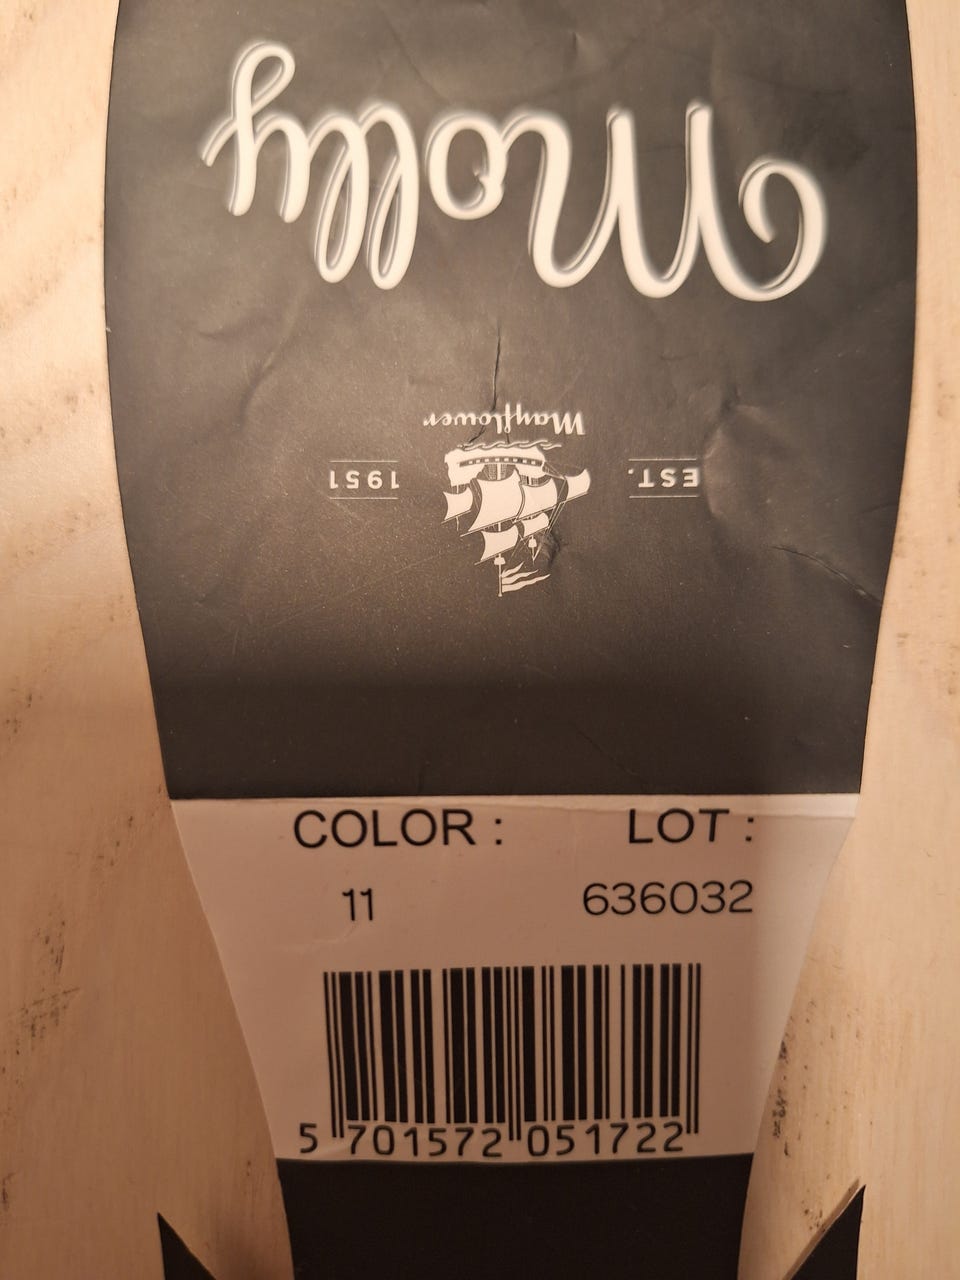 Molly
Mayflower
EST. 1951
COLOR : LOT :
11 636032
5 701572 051722